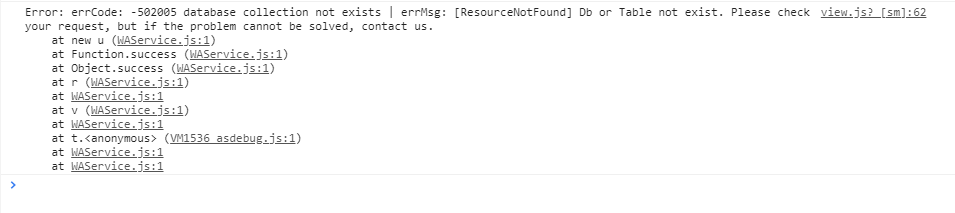 Error: errCode: -502005 database collection not exists | errMsg: [ResourceNotFound] Db or Table not exist. Please check view.js? [sm]:62
your request, but if the problem cannot be solved, contact us.
at new u (WAService.js:1)
at Function.success (WAService.js:1)
at Object.success (WAService.js:1)
at r (WAService.js:1)
at WAService.js:1
at v (WAService.js:1)
at WAService.js:1
at t.<anonymous> (VM1536 asdebug.js:1)
at WAService.js:1
at WAService.js:1